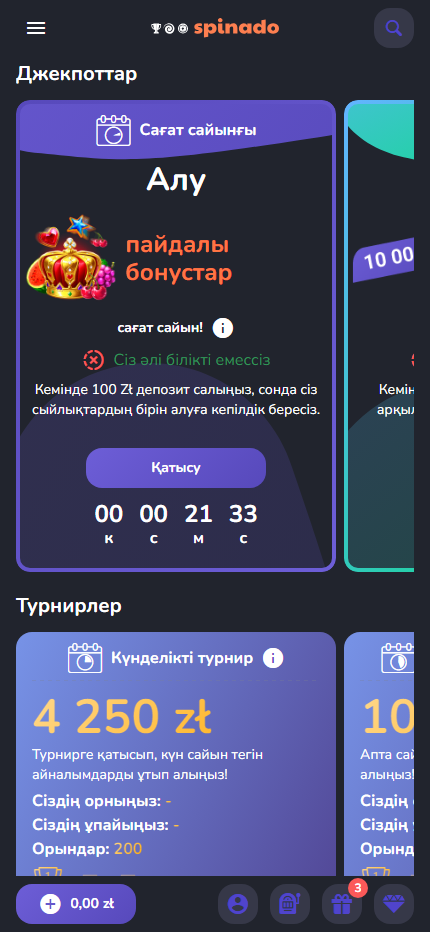 spinado
Джекпоттар
Сағат сайынғы
Алу
пайдалы
бонустар
сағат сайын!
Сіз әлі білікті емессіз
Кемінде 100 Zł депозит салыңыз, сонда сіз
сыйлықтардың бірін алуға кепілдік бересіз.
Қатысу
00 00 21 33
к с м с
10 00
Кемін
арқыл
Турнирлер
Күнделікті турнир
4 250 zł
Турнирге қатысып, күн сайын тегін
айналымдарды ұтып алыңыз!
Сіздің орныңыз: -
Сіздің ұпайыңыз: -
Орындар: 200
10
Апта сай
алыңыз!
Сіздің
Сіздің
Орынд
0,00 zł
3